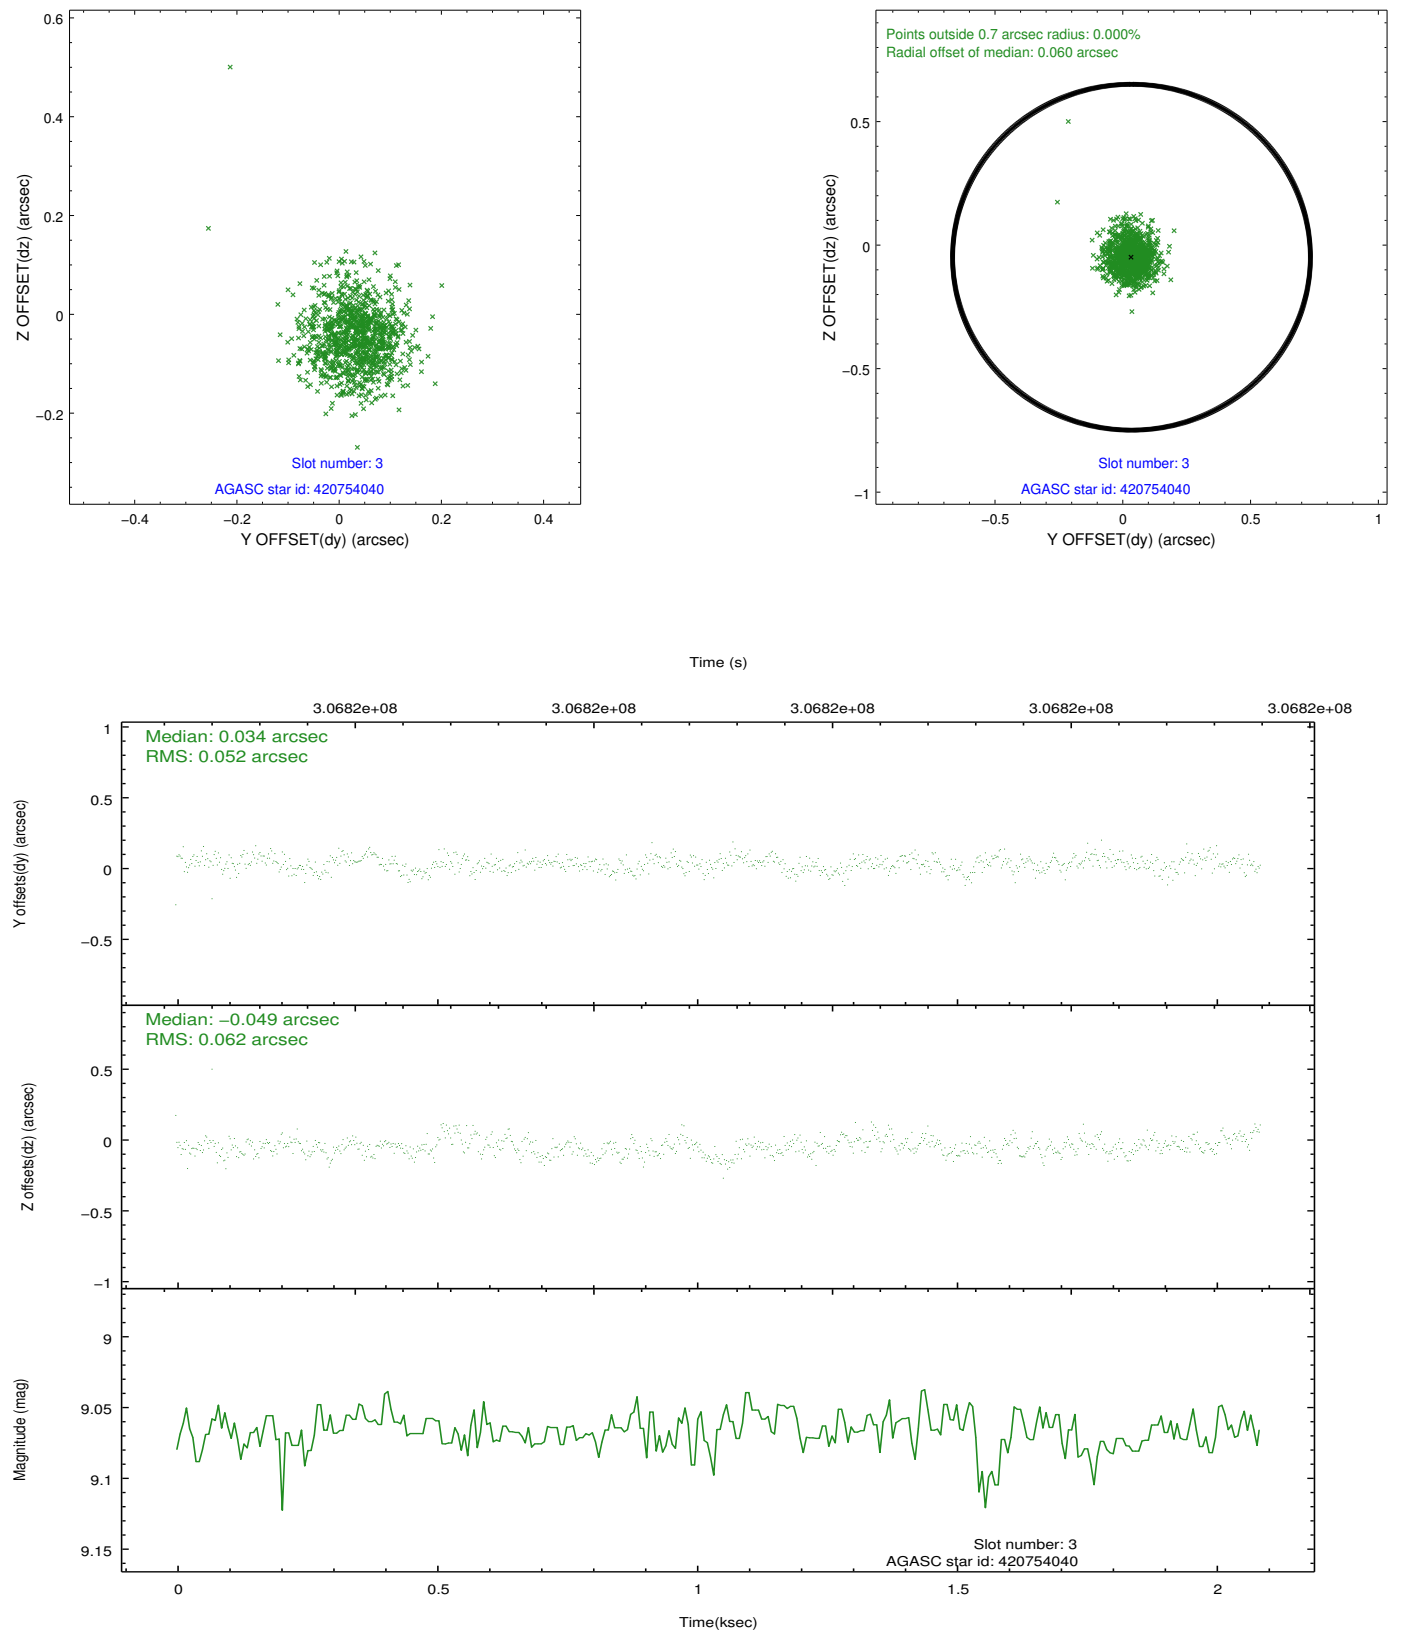 0.6
0.4
0.2
0
−0.2
Z OFFSET(dz) (arcsec)
Slot number: 3
AGASC star id: 420754040
−0.4 −0.2 0 0.2 0.4
Y OFFSET(dy) (arcsec)
Points outside 0.7 arcsec radius: 0.000%
Radial offset of median: 0.060 arcsec
0.5
0
−0.5
−1
Z OFFSET(dz) (arcsec)
Slot number: 3
AGASC star id: 420754040
−0.5 0 0.5 1
Y OFFSET(dy) (arcsec)
Time (s)
3.0682e+08 3.0682e+08 3.0682e+08 3.0682e+08 3.0682e+08
Median: 0.034 arcsec
RMS: 0.052 arcsec
1
0.5
0
−0.5
Y offsets(dy) (arcsec)
Median: −0.049 arcsec
RMS: 0.062 arcsec
0.5
0
−0.5
−1
Z offsets(dz) (arcsec)
9
9.05
9.1
9.15
Magnitude (mag)
Slot number: 3
AGASC star id: 420754040
0 0.5 1 1.5 2
Time(ksec)